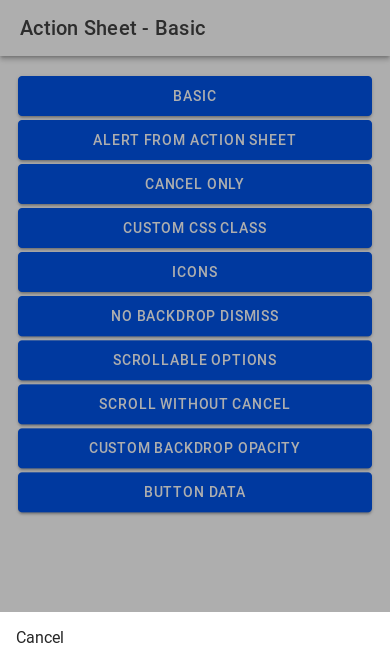 Action Sheet - Basic
BASIC
ALERT FROM ACTION SHEET
CANCEL ONLY
CUSTOM CSS CLASS
ICONS
NO BACKDROP DISMISS
SCROLLABLE OPTIONS
SCROLL WITHOUT CANCEL
CUSTOM BACKDROP OPACITY
BUTTON DATA
Cancel